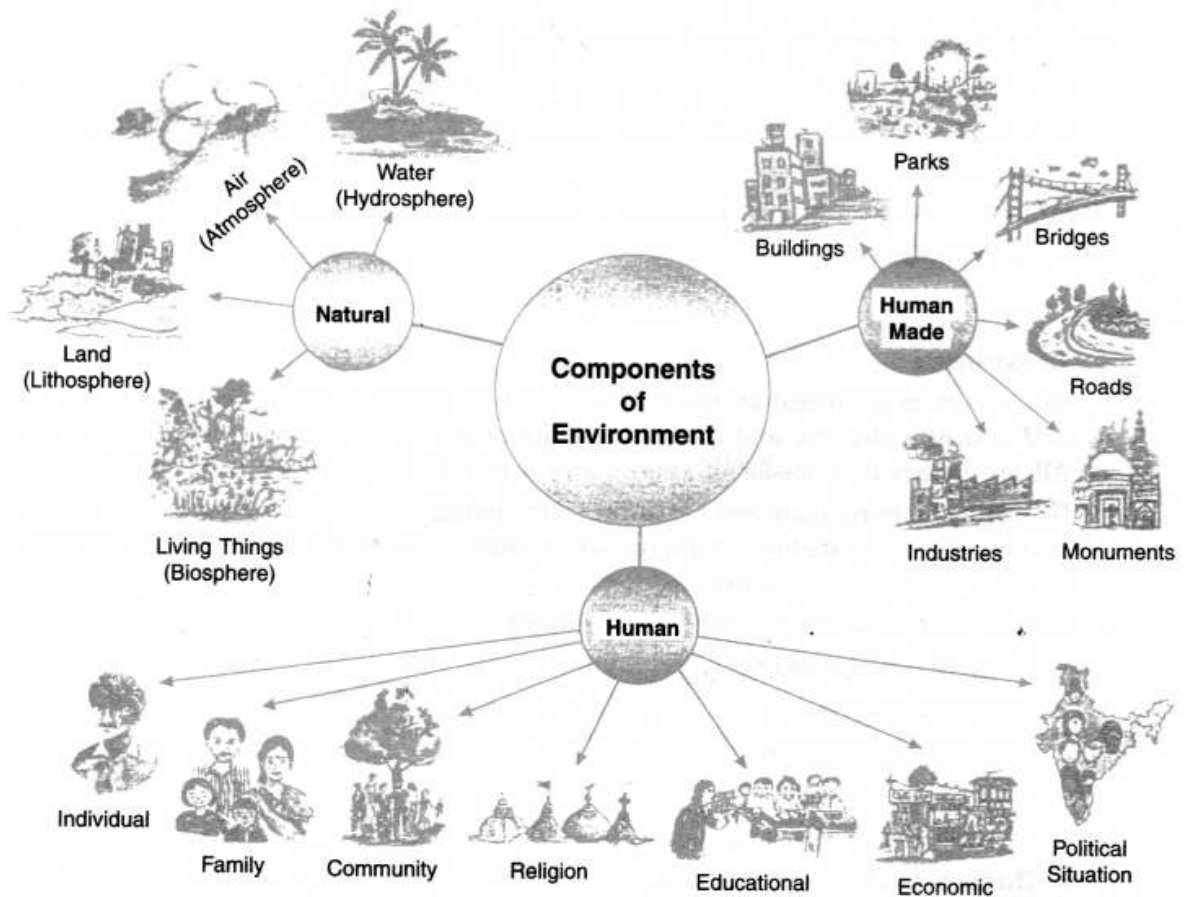 Air
(Atmosphere)
Water
(Hydrosphere)
Land
(Lithosphere)
Living Things
(Biosphere)
Natural
Components
of
Environment
Human
Made
Parks
Buildings
Bridges
Roads
Industries
Monuments
Human
Individual
Family
Community
Religion
Educational
Economic
Political
Situation